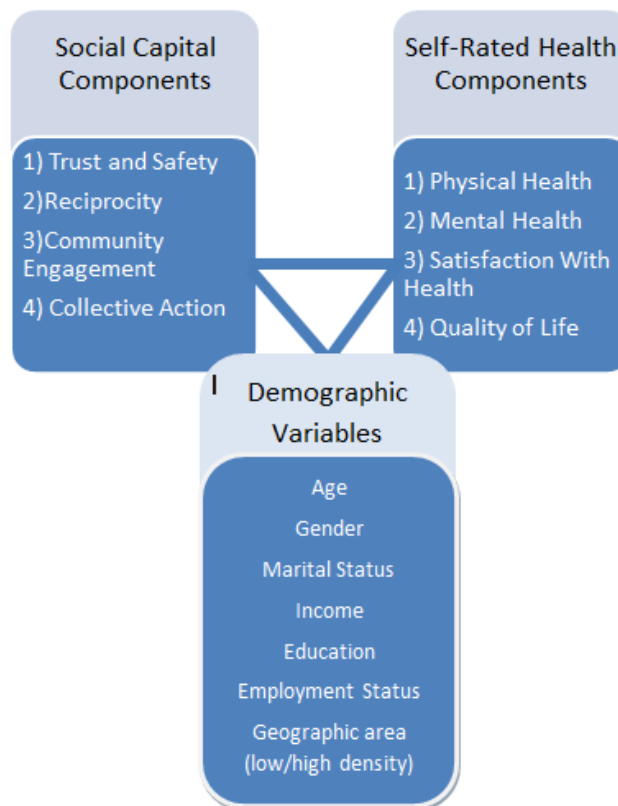 Social Capital
Components
1) Trust and Safety
2)Reciprocity
3)Community
Engagement
4) Collective Action
Self-Rated Health
Components
1) Physical Health
2) Mental Health
3) Satisfaction With
Health
4) Quality of Life
I
Demographic
Variables
Age
Gender
Marital Status
Income
Education
Employment Status
Geographic area
(low/high density)